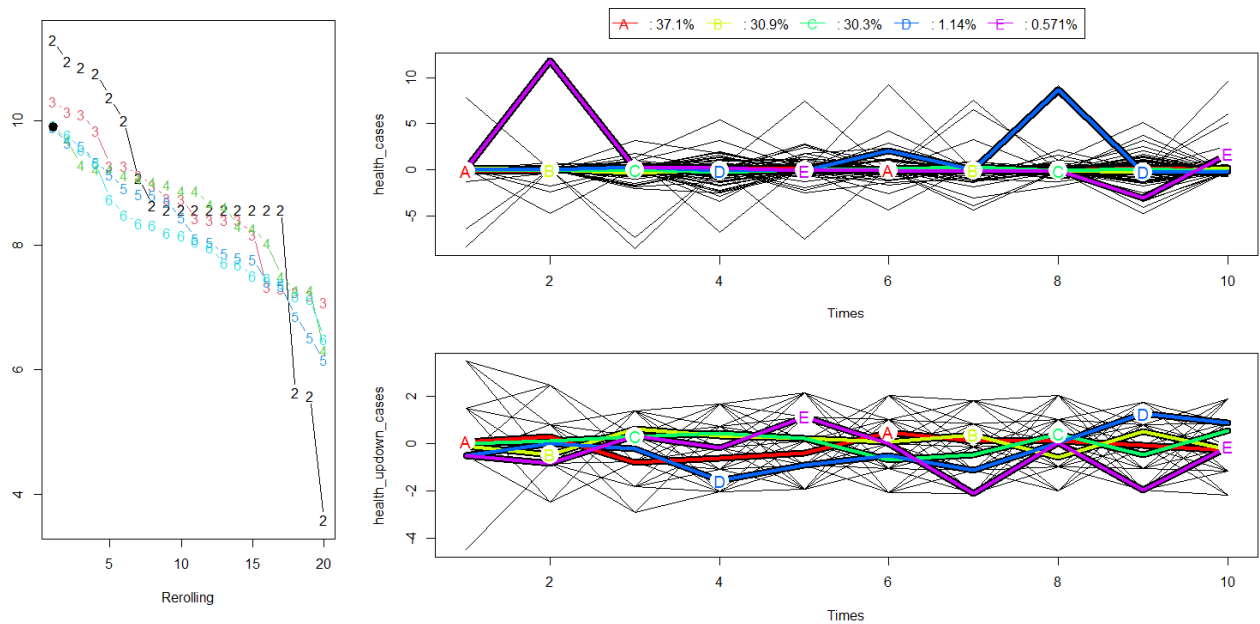 A : 37.1% B : 30.9% C : 30.3% D : 1.14% E : 0.571%
10
8
6
4
5 10 15 20
Rerolling
health_cases
10
5
0
-5
A B C D E A B C D E
2 4 6 8 10
Times
health_updown_cases
2
0
-2
-4
A B C D E A B C D E
2 4 6 8 10
Times